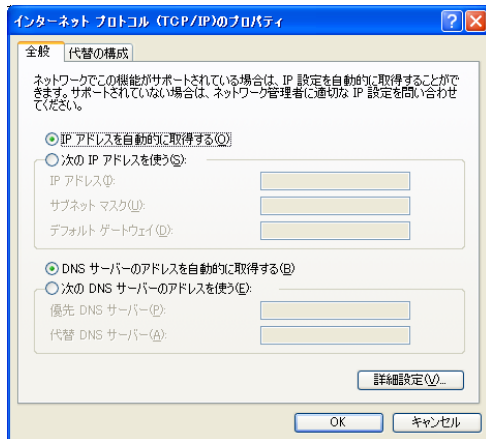 インターネット プロトコル (TCP/IP)のプロパティ
全般
代替の構成
ネットワークでこの機能がサポートされている場合は、IP 設定を自動的に取得することがで
きます。サポートされていない場合は、ネットワーク管理者に適切な IP 設定を問い合わせ
てください。
IP アドレスを自動的に取得する(O)
次の IP アドレスを使う(S):
IP アドレス(I):
サブネット マスク(U):
デフォルト ゲートウェイ(D):
DNS サーバーのアドレスを自動的に取得する(B)
次の DNS サーバーのアドレスを使う(E):
優先 DNS サーバー(P):
代替 DNS サーバー(A):
詳細設定(V)...
OK
キャンセル